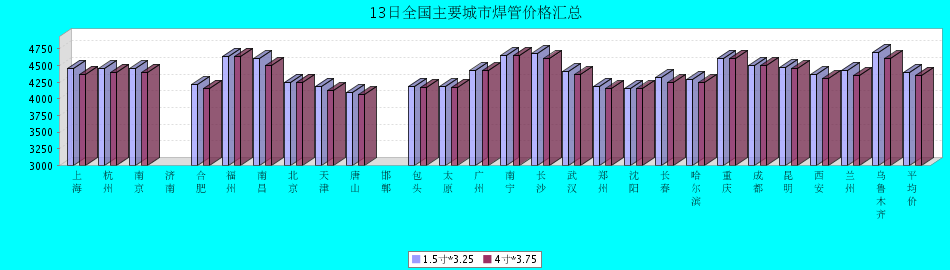 13日全国主要城市焊管价格汇总
4750
4500
4250
4000
3750
3500
3250
3000
上海
杭州
南京
济南
合肥
福州
南昌
北京
天津
唐山
邯郸
包头
太原
广州
南宁
长沙
武汉
郑州
沈阳
长春
哈尔滨
重庆
成都
昆明
西安
兰州
乌鲁木齐
平均价
1.5寸*3.25 4寸*3.75